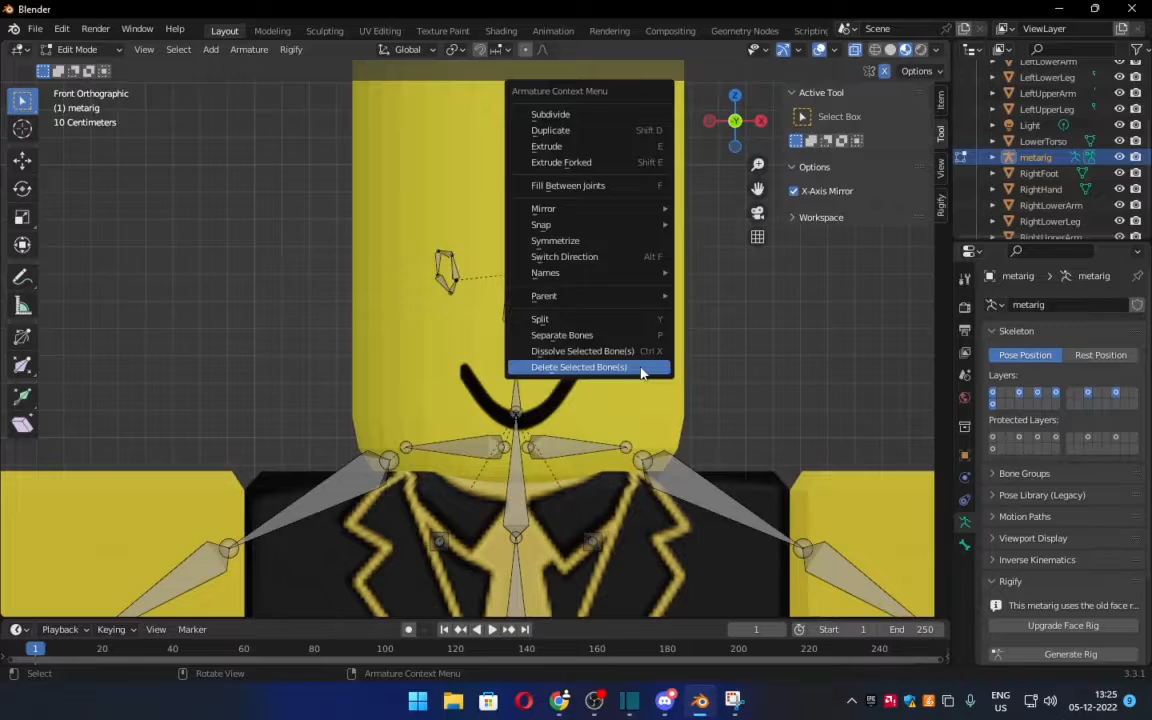 Blender
File Edit Render Window Help Layout Modeling Sculpting UV Editing Texture Paint Shading Animation Rendering Compositing Geometry Nodes Scripting Scene ViewLayer
Edit Mode View Select Add Armature Rigify Global
X Options
Front Orthographic
(1) metarig
10 Centimeters
Armature Context Menu
Subdivide
Duplicate Shift D
Extrude E
Extrude Forked Shift E
Fill Between Joints F
Mirror
Snap
Symmetrize
Switch Direction Alt F
Names
Parent
Split Y
Separate Bones P
Dissolve Selected Bone(s) Ctrl X
Delete Selected Bone(s)
Z
-Y
X
Active Tool
Select Box
Options
X-Axis Mirror
Workspace
Item
Tool
View
Rigify
LeftLowerArm
LeftLowerLeg
LeftUpperArm
LeftUpperLeg
Light
LowerTorso
metarig
RightFoot
RightHand
RightLowerArm
RightLowerLeg
RightUpperArm
metarig metarig
metarig
Skeleton
Pose Position Rest Position
Layers:
Protected Layers:
Bone Groups
Pose Library (Legacy)
Motion Paths
Viewport Display
Inverse Kinematics
Rigify
This metarig uses the old face r...
Upgrade Face Rig
Generate Rig
Playback Keying View Marker 1 Start 1 End 250
1 20 40 60 80 100 120 140 160 180 200 220 240
Select Rotate View Armature Context Menu 3.3.1
ENG
US
13:25
05-12-2022
9